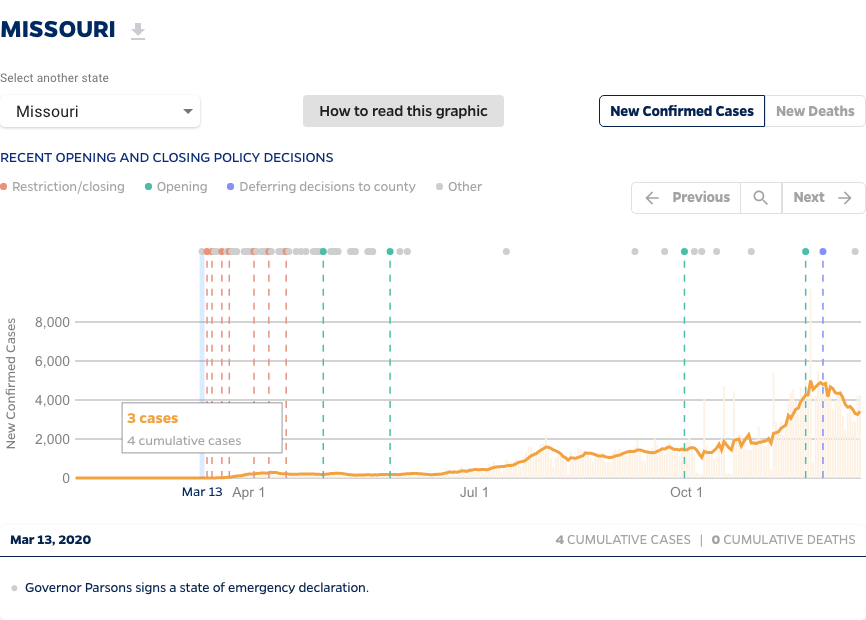 MISSOURI
Select another state
Missouri
How to read this graphic
New Confirmed Cases
New Deaths
RECENT OPENING AND CLOSING POLICY DECISIONS
Restriction/closing
Opening
Deferring decisions to county
Other
Previous
Next
New Confirmed Cases
8,000
6,000
4,000
2,000
0
3 cases
4 cumulative cases
Mar 13
Apr 1
Jul 1
Oct 1
Mar 13, 2020
4 CUMULATIVE CASES | 0 CUMULATIVE DEATHS
Governor Parsons signs a state of emergency declaration.